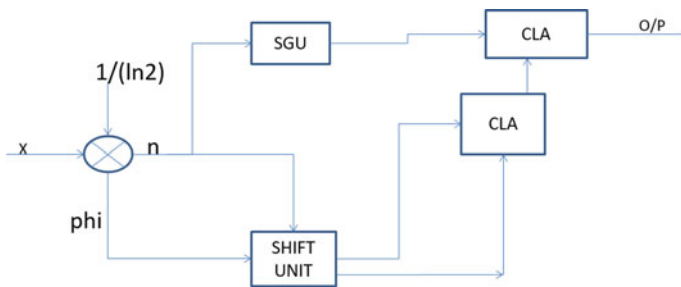 SGU
CLA
O/P
1/(ln2)
CLA
x
n
phi
SHIFT
UNIT